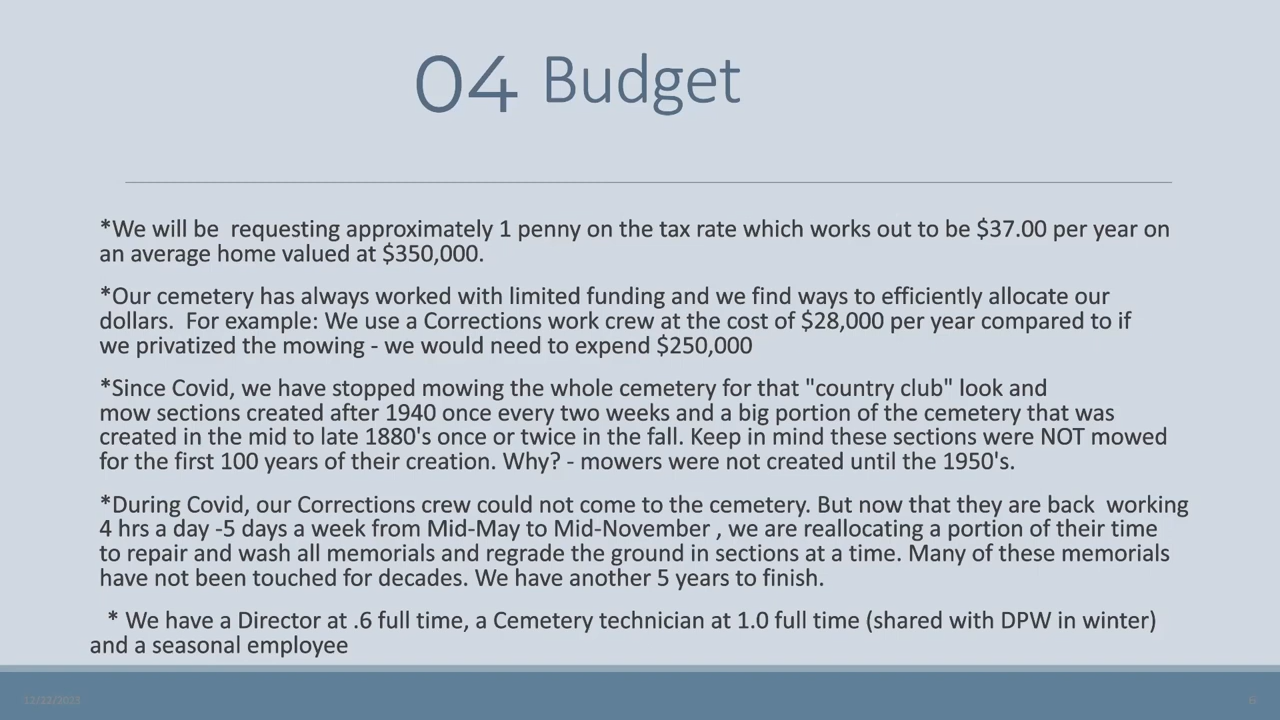 04 Budget
*We will be  requesting approximately 1 penny on the tax rate which works out to be $37.00 per year on
an average home valued at $350,000.
*Our cemetery has always worked with limited funding and we find ways to efficiently allocate our
dollars.  For example: We use a Corrections work crew at the cost of $28,000 per year compared to if
we privatized the mowing - we would need to expend $250,000
*Since Covid, we have stopped mowing the whole cemetery for that "country club" look and
mow sections created after 1940 once every two weeks and a big portion of the cemetery that was
created in the mid to late 1880's once or twice in the fall. Keep in mind these sections were NOT mowed
for the first 100 years of their creation. Why? - mowers were not created until the 1950's.
*During Covid, our Corrections crew could not come to the cemetery. But now that they are back  working
4 hrs a day -5 days a week from Mid-May to Mid-November , we are reallocating a portion of their time
to repair and wash all memorials and regrade the ground in sections at a time. Many of these memorials
have not been touched for decades. We have another 5 years to finish.
* We have a Director at .6 full time, a Cemetery technician at 1.0 full time (shared with DPW in winter)
and a seasonal employee